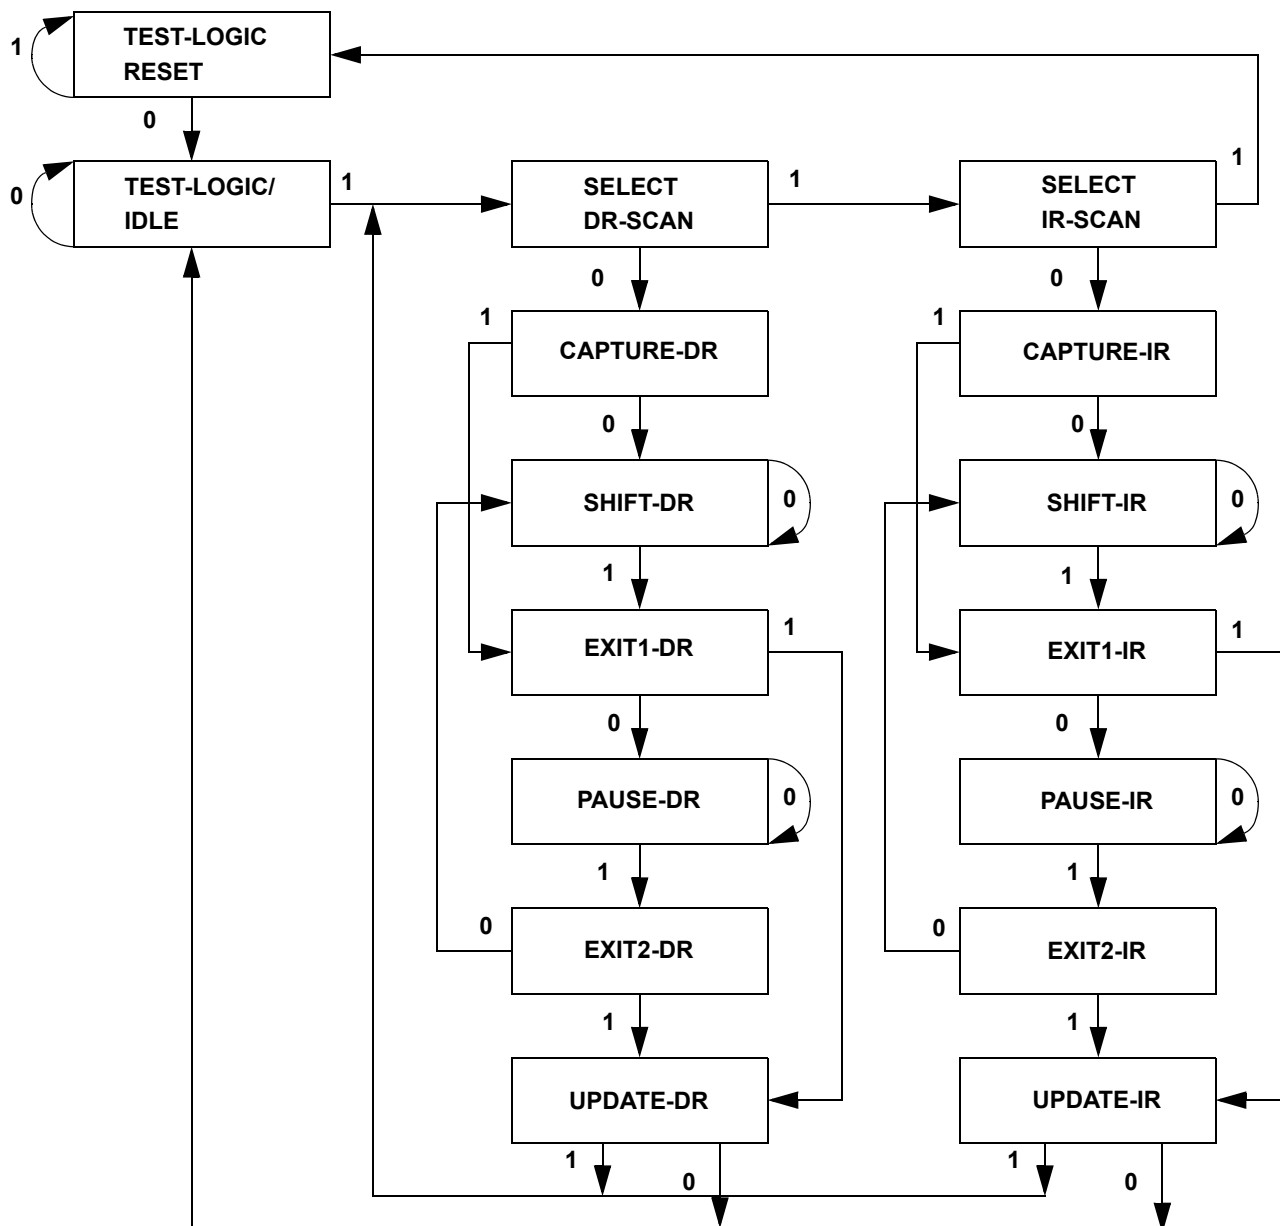 TEST-LOGIC
RESET
1
0
TEST-LOGIC/
IDLE
0
1
SELECT
DR-SCAN
1
SELECT
IR-SCAN
1
0
0
1
CAPTURE-DR
1
CAPTURE-IR
0
0
SHIFT-DR
0
SHIFT-IR
0
1
1
EXIT1-DR
1
EXIT1-IR
1
0
0
PAUSE-DR
0
PAUSE-IR
0
1
1
0
EXIT2-DR
0
EXIT2-IR
1
1
UPDATE-DR
UPDATE-IR
1
0
1
0